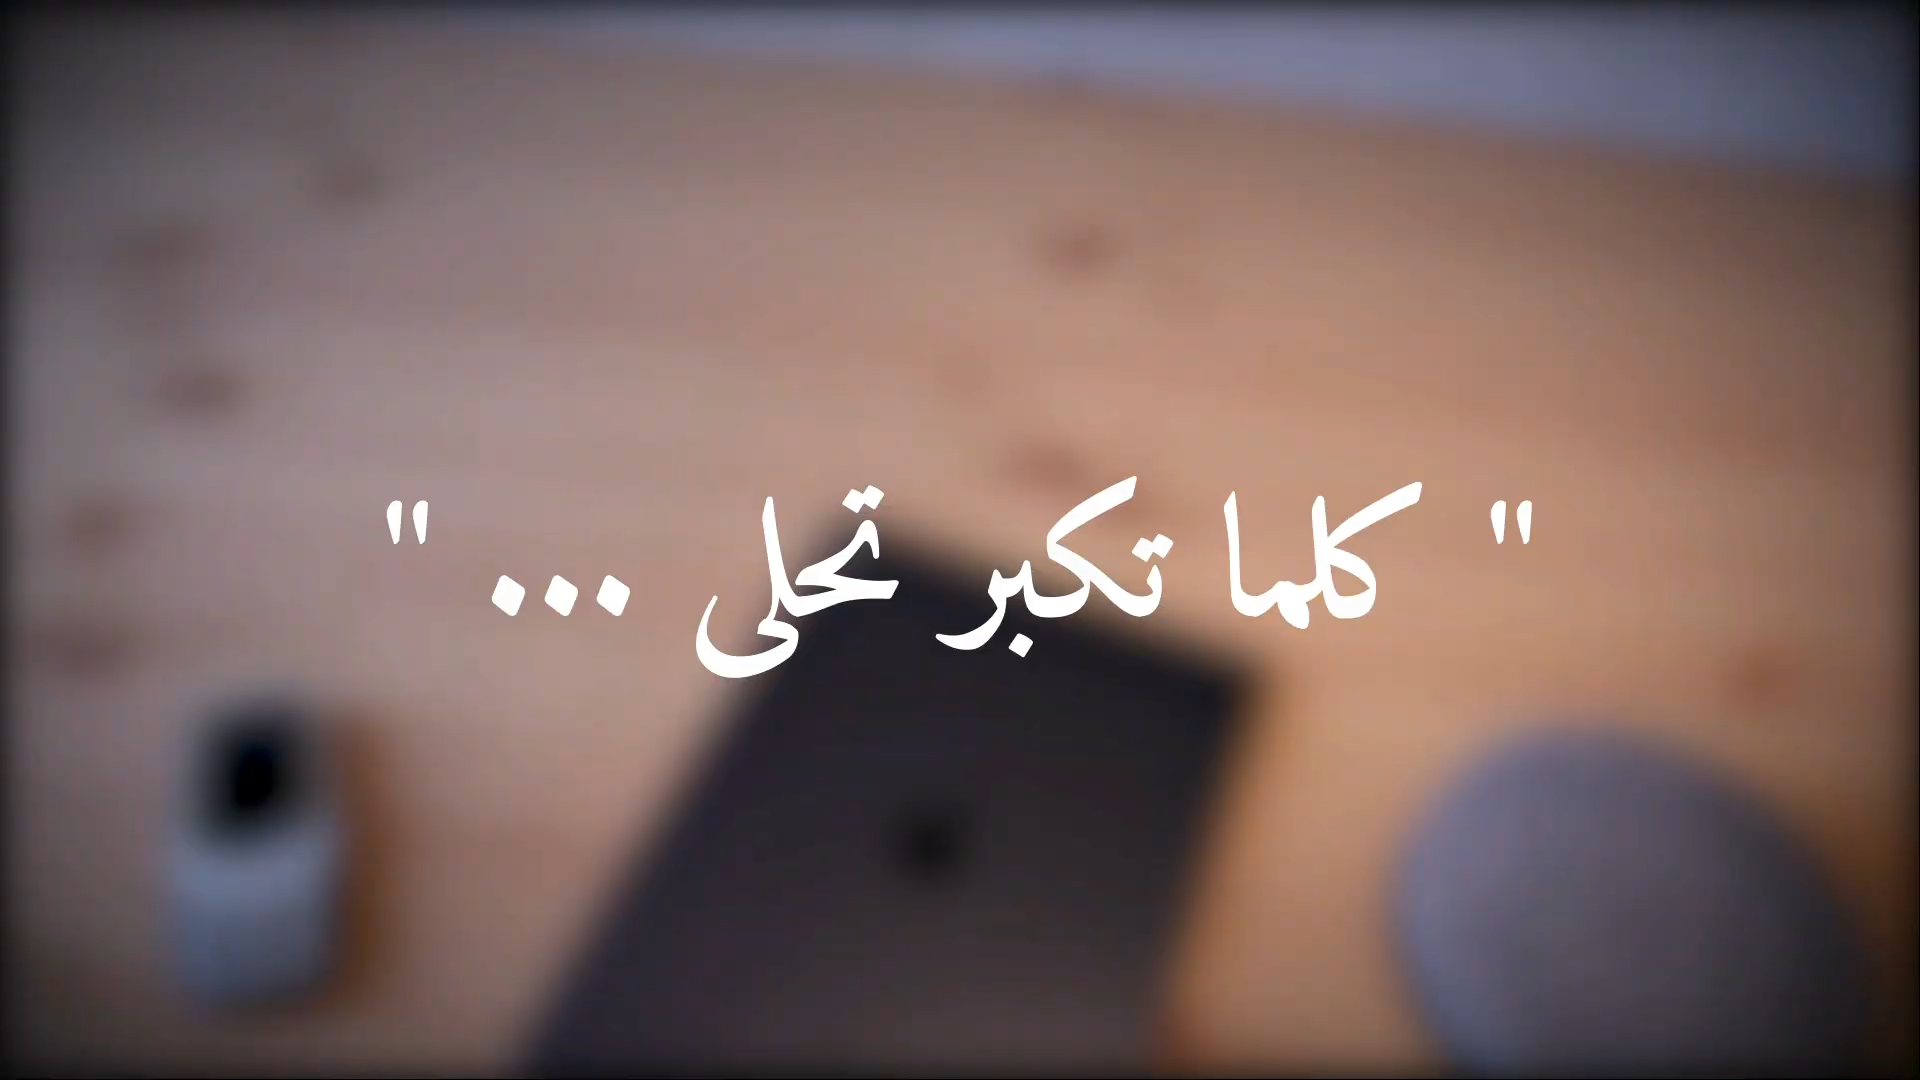 " كلما تكبر تحلى ... "